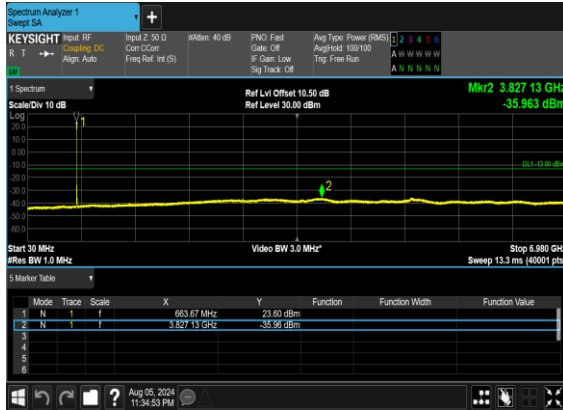 Spectrum Analyzer 1
Swept SA
+
KEYSIGHT Input: RF Input Z: 50 Ω #Atten: 40 dB PNO: Fast Avg Type: Power (RMS) 1 2 3 4 5 6
R T Coupling: DC Corr CCorr Gate: Off Avg|Hold: 100/100 A W W W W W
Align: Auto Freq Ref: Int (S) IF Gain: Low Trig: Free Run
Sig Track: Off A N N N N N
1 Spectrum
Ref Lvl Offset 10.50 dB Mkr2 3.827 13 GHz
Scale/Div 10 dB Ref Level 30.00 dBm -35.963 dBm
Log
1
20.0
10.0
0.00
-10.0
DL1 -13.00 dBm
-20.0
-30.0
2
-40.0
-50.0
-60.0
Start 30 MHz Video BW 3.0 MHz* Stop 6.980 GHz
#Res BW 1.0 MHz Sweep 13.3 ms (40001 pts)
5 Marker Table
Mode Trace Scale X Y Function Function Width Function Value
1 N 1 f 663.67 MHz 23.60 dBm
2 N 1 f 3.827 13 GHz -35.96 dBm
3
4
5
6
? Aug 05, 2024
11:34:53 PM